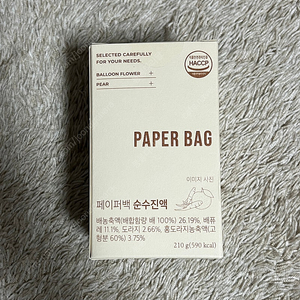 SELECTED CAREFULLY
FOR YOUR NEEDS.
BALLOON FLOWER +
PEAR +
HACCP
PAPER BAG
이미지 사진
페이퍼백 순수진액
배농축액(배합함량 배 100%) 26.19%, 배퓨
레 11.1%, 도라지 2.66%, 홍도라지농축액(고
형분 60%) 3.75%
210 g (590 kcal)